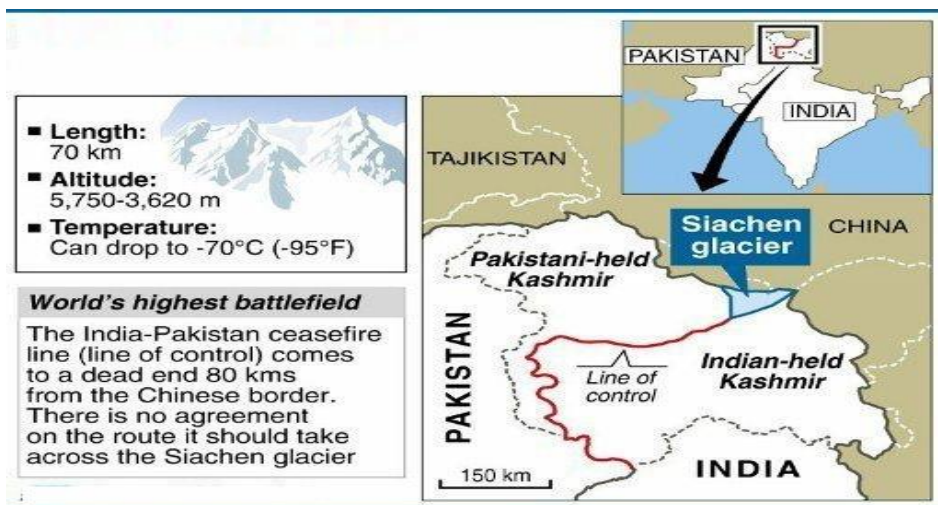 ■ Length:
70 km
■ Altitude:
5,750-3,620 m
■ Temperature:
Can drop to -70°C (-95°F)
World's highest battlefield
The India-Pakistan ceasefire
line (line of control) comes
to a dead end 80 kms
from the Chinese border.
There is no agreement
on the route it should take
across the Siachen glacier
PAKISTAN
INDIA
TAJIKISTAN
CHINA
Siachen
glacier
Pakistani-held
Kashmir
PAKISTAN
Line of
control
Indian-held
Kashmir
INDIA
150 km